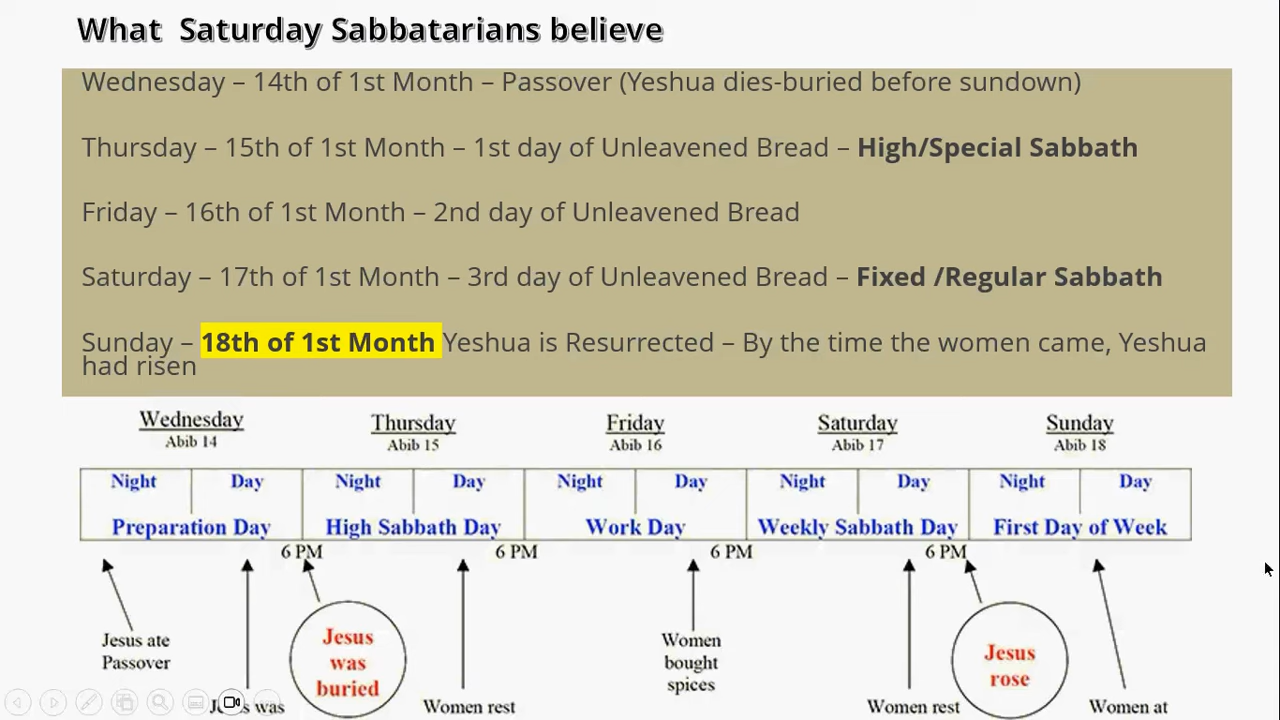 What  Saturday Sabbatarians believe
Wednesday – 14th of 1st Month – Passover (Yeshua dies-buried before sundown)
Thursday – 15th of 1st Month – 1st day of Unleavened Bread – High/Special Sabbath
Friday – 16th of 1st Month – 2nd day of Unleavened Bread
Saturday – 17th of 1st Month – 3rd day of Unleavened Bread – Fixed /Regular Sabbath
Sunday – 18th of 1st Month Yeshua is Resurrected – By the time the women came, Yeshua
had risen
Wednesday Thursday Friday Saturday Sunday
Abib 14 Abib 15 Abib 16 Abib 17 Abib 18
Night Day Night Day Night Day Night Day Night Day
Preparation Day High Sabbath Day Work Day Weekly Sabbath Day First Day of Week
6 PM 6 PM 6 PM 6 PM
Jesus ate
Passover
Jesus
was
buried
Women
bought
spices
Jesus
rose
was Women rest Women rest Women at